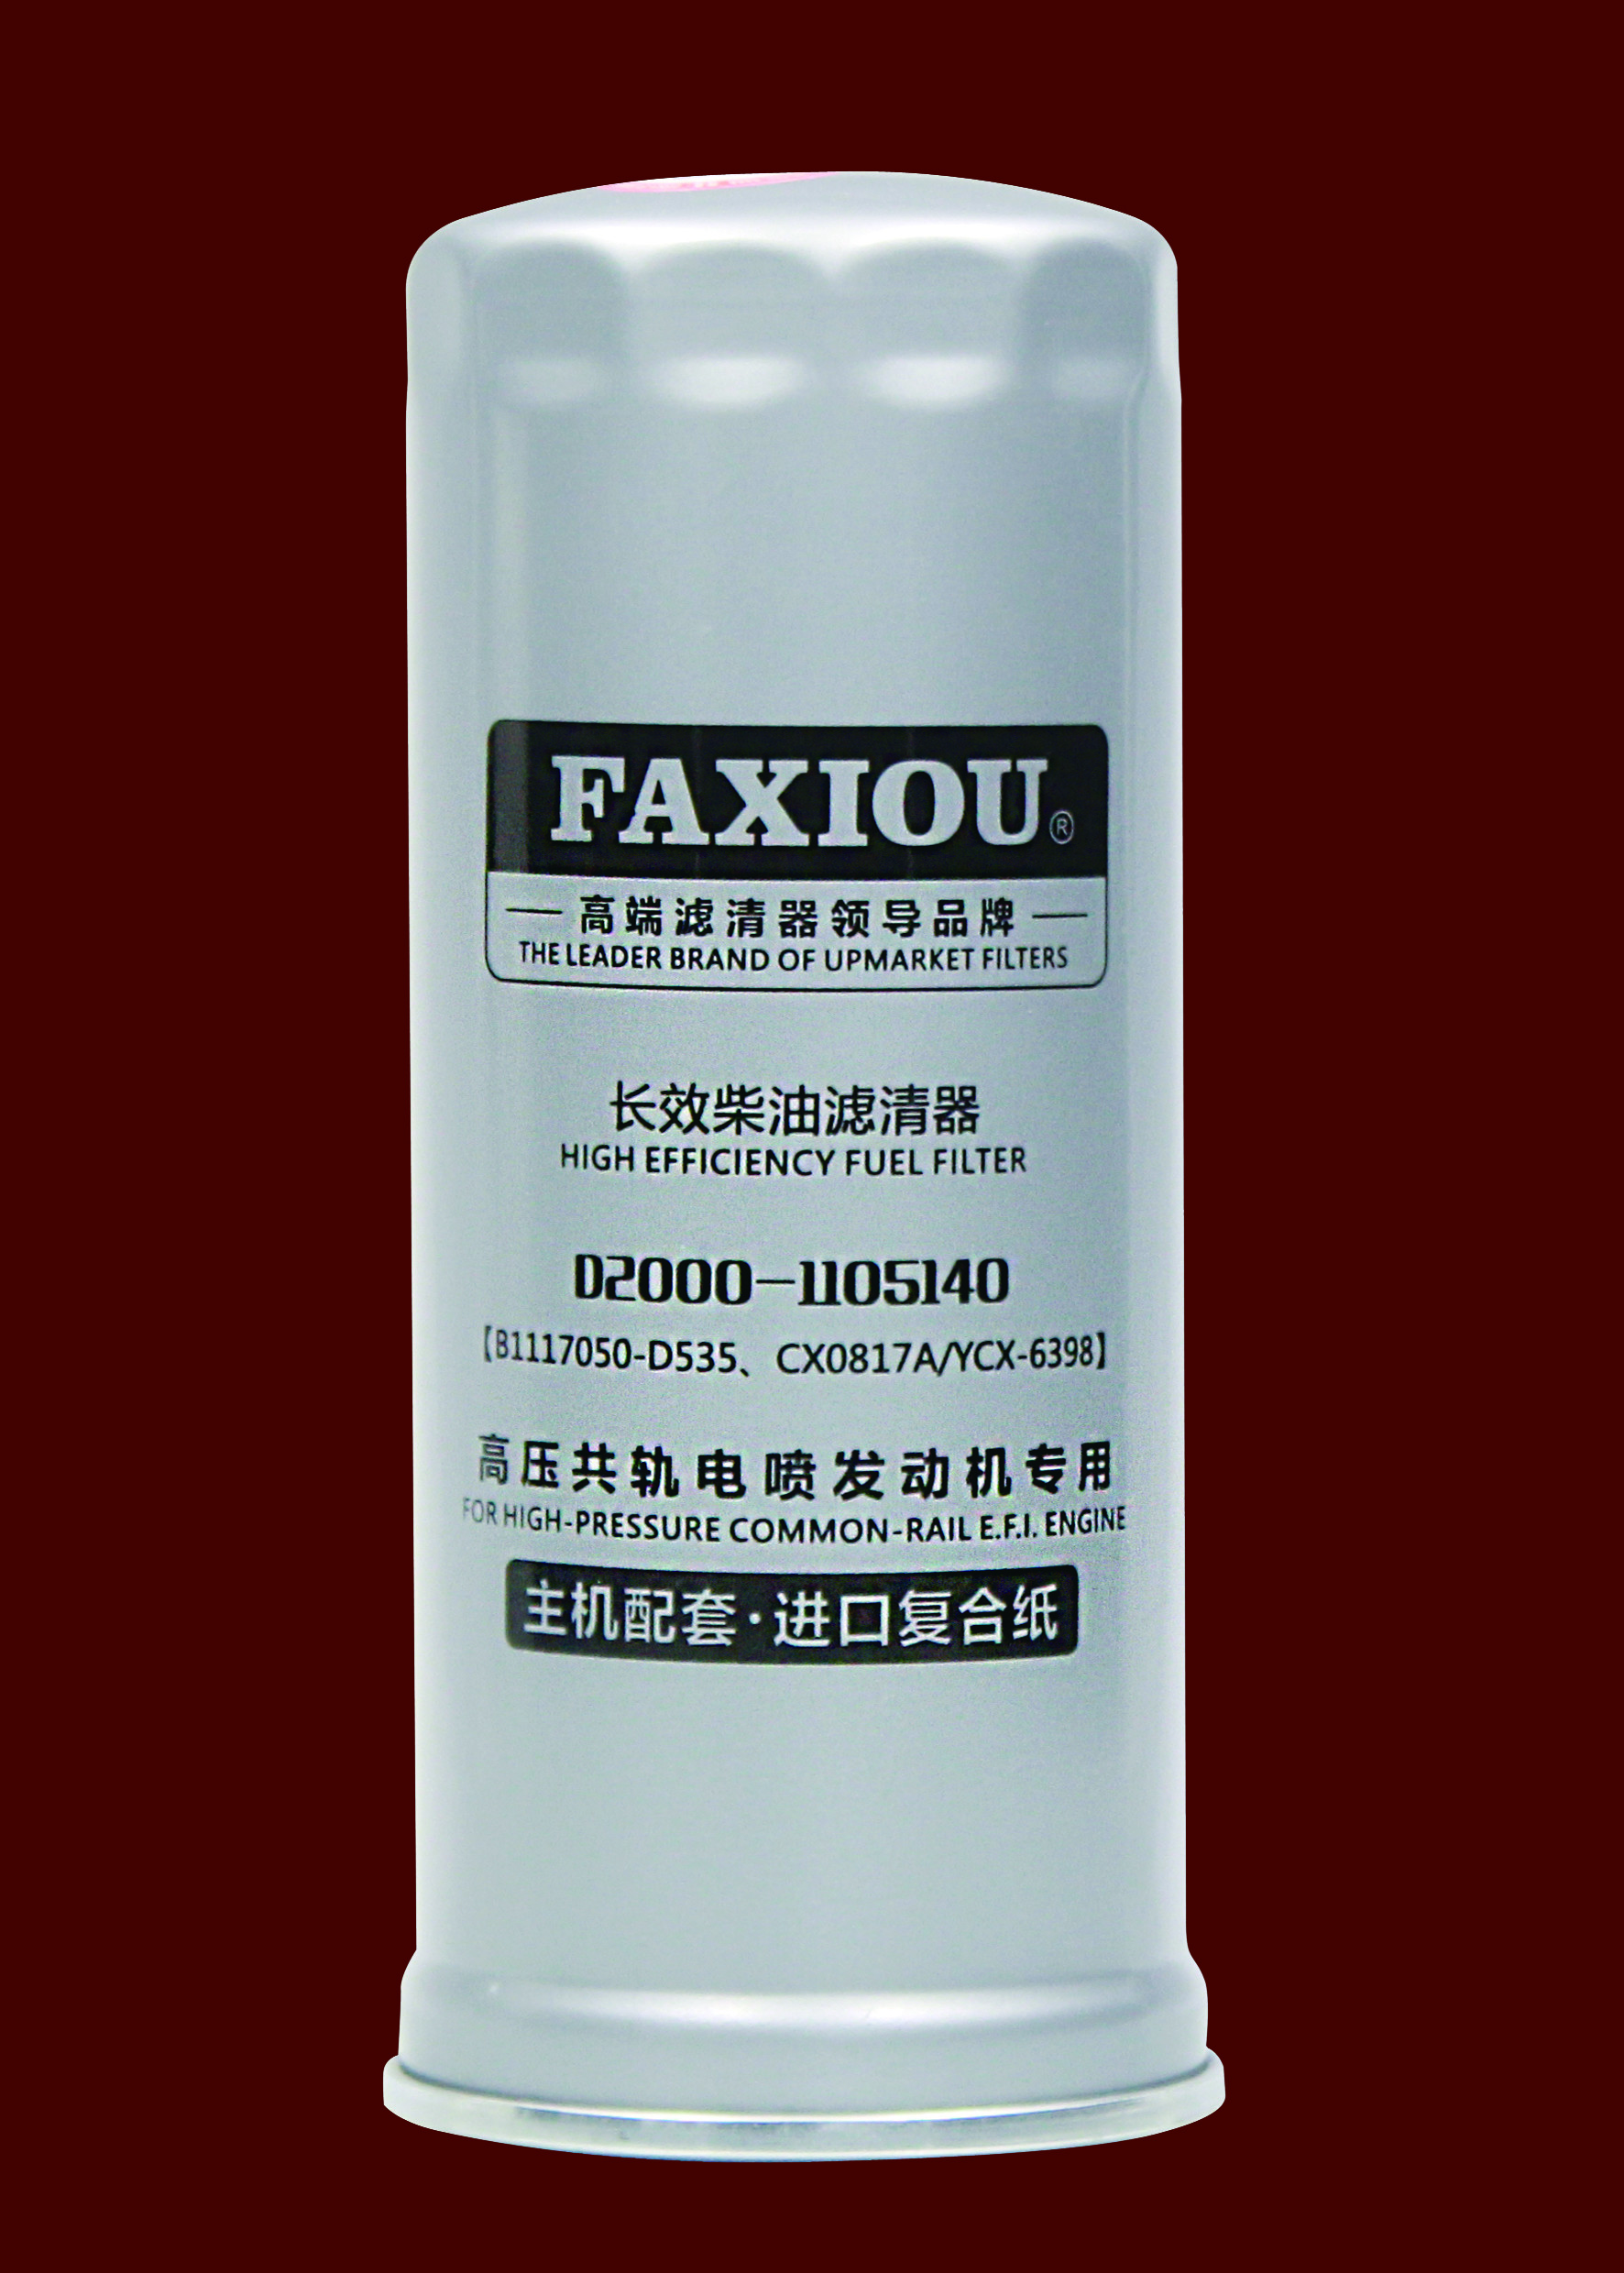 FAXIOU®
高端滤清器领导品牌
THE LEADER BRAND OF UPMARKET FILTERS
长效柴油滤清器
HIGH EFFICIENCY FUEL FILTER
D2000-1105140
【B1117050-D535、CX0817A/YCX-6398】
高压共轨电喷发动机专用
FOR HIGH-PRESSURE COMMON-RAIL E.F.I. ENGINE
主机配套·进口复合纸